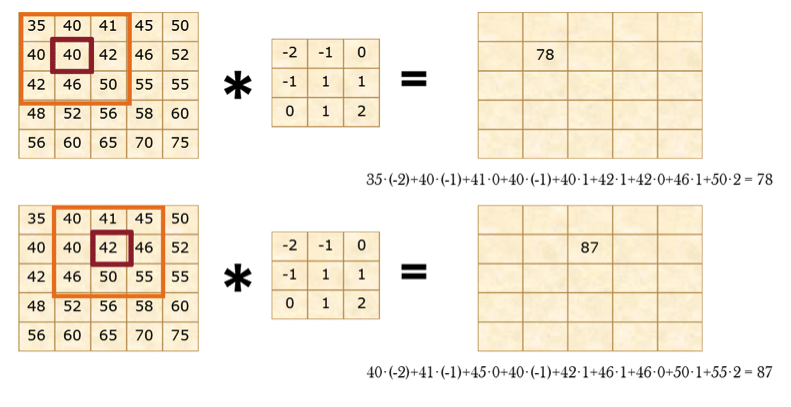 35 40 41 45 50
40 40 42 46 52
42 46 50 55 55
48 52 56 58 60
56 60 65 70 75
*
-2 -1 0
-1 1 1
0 1 2
=
78
35·(-2)+40·(-1)+41·0+40·(-1)+40·1+42·1+42·0+46·1+50·2 = 78
35 40 41 45 50
40 40 42 46 52
42 46 50 55 55
48 52 56 58 60
56 60 65 70 75
*
-2 -1 0
-1 1 1
0 1 2
=
87
40·(-2)+41·(-1)+45·0+40·(-1)+42·1+46·1+46·0+50·1+55·2 = 87